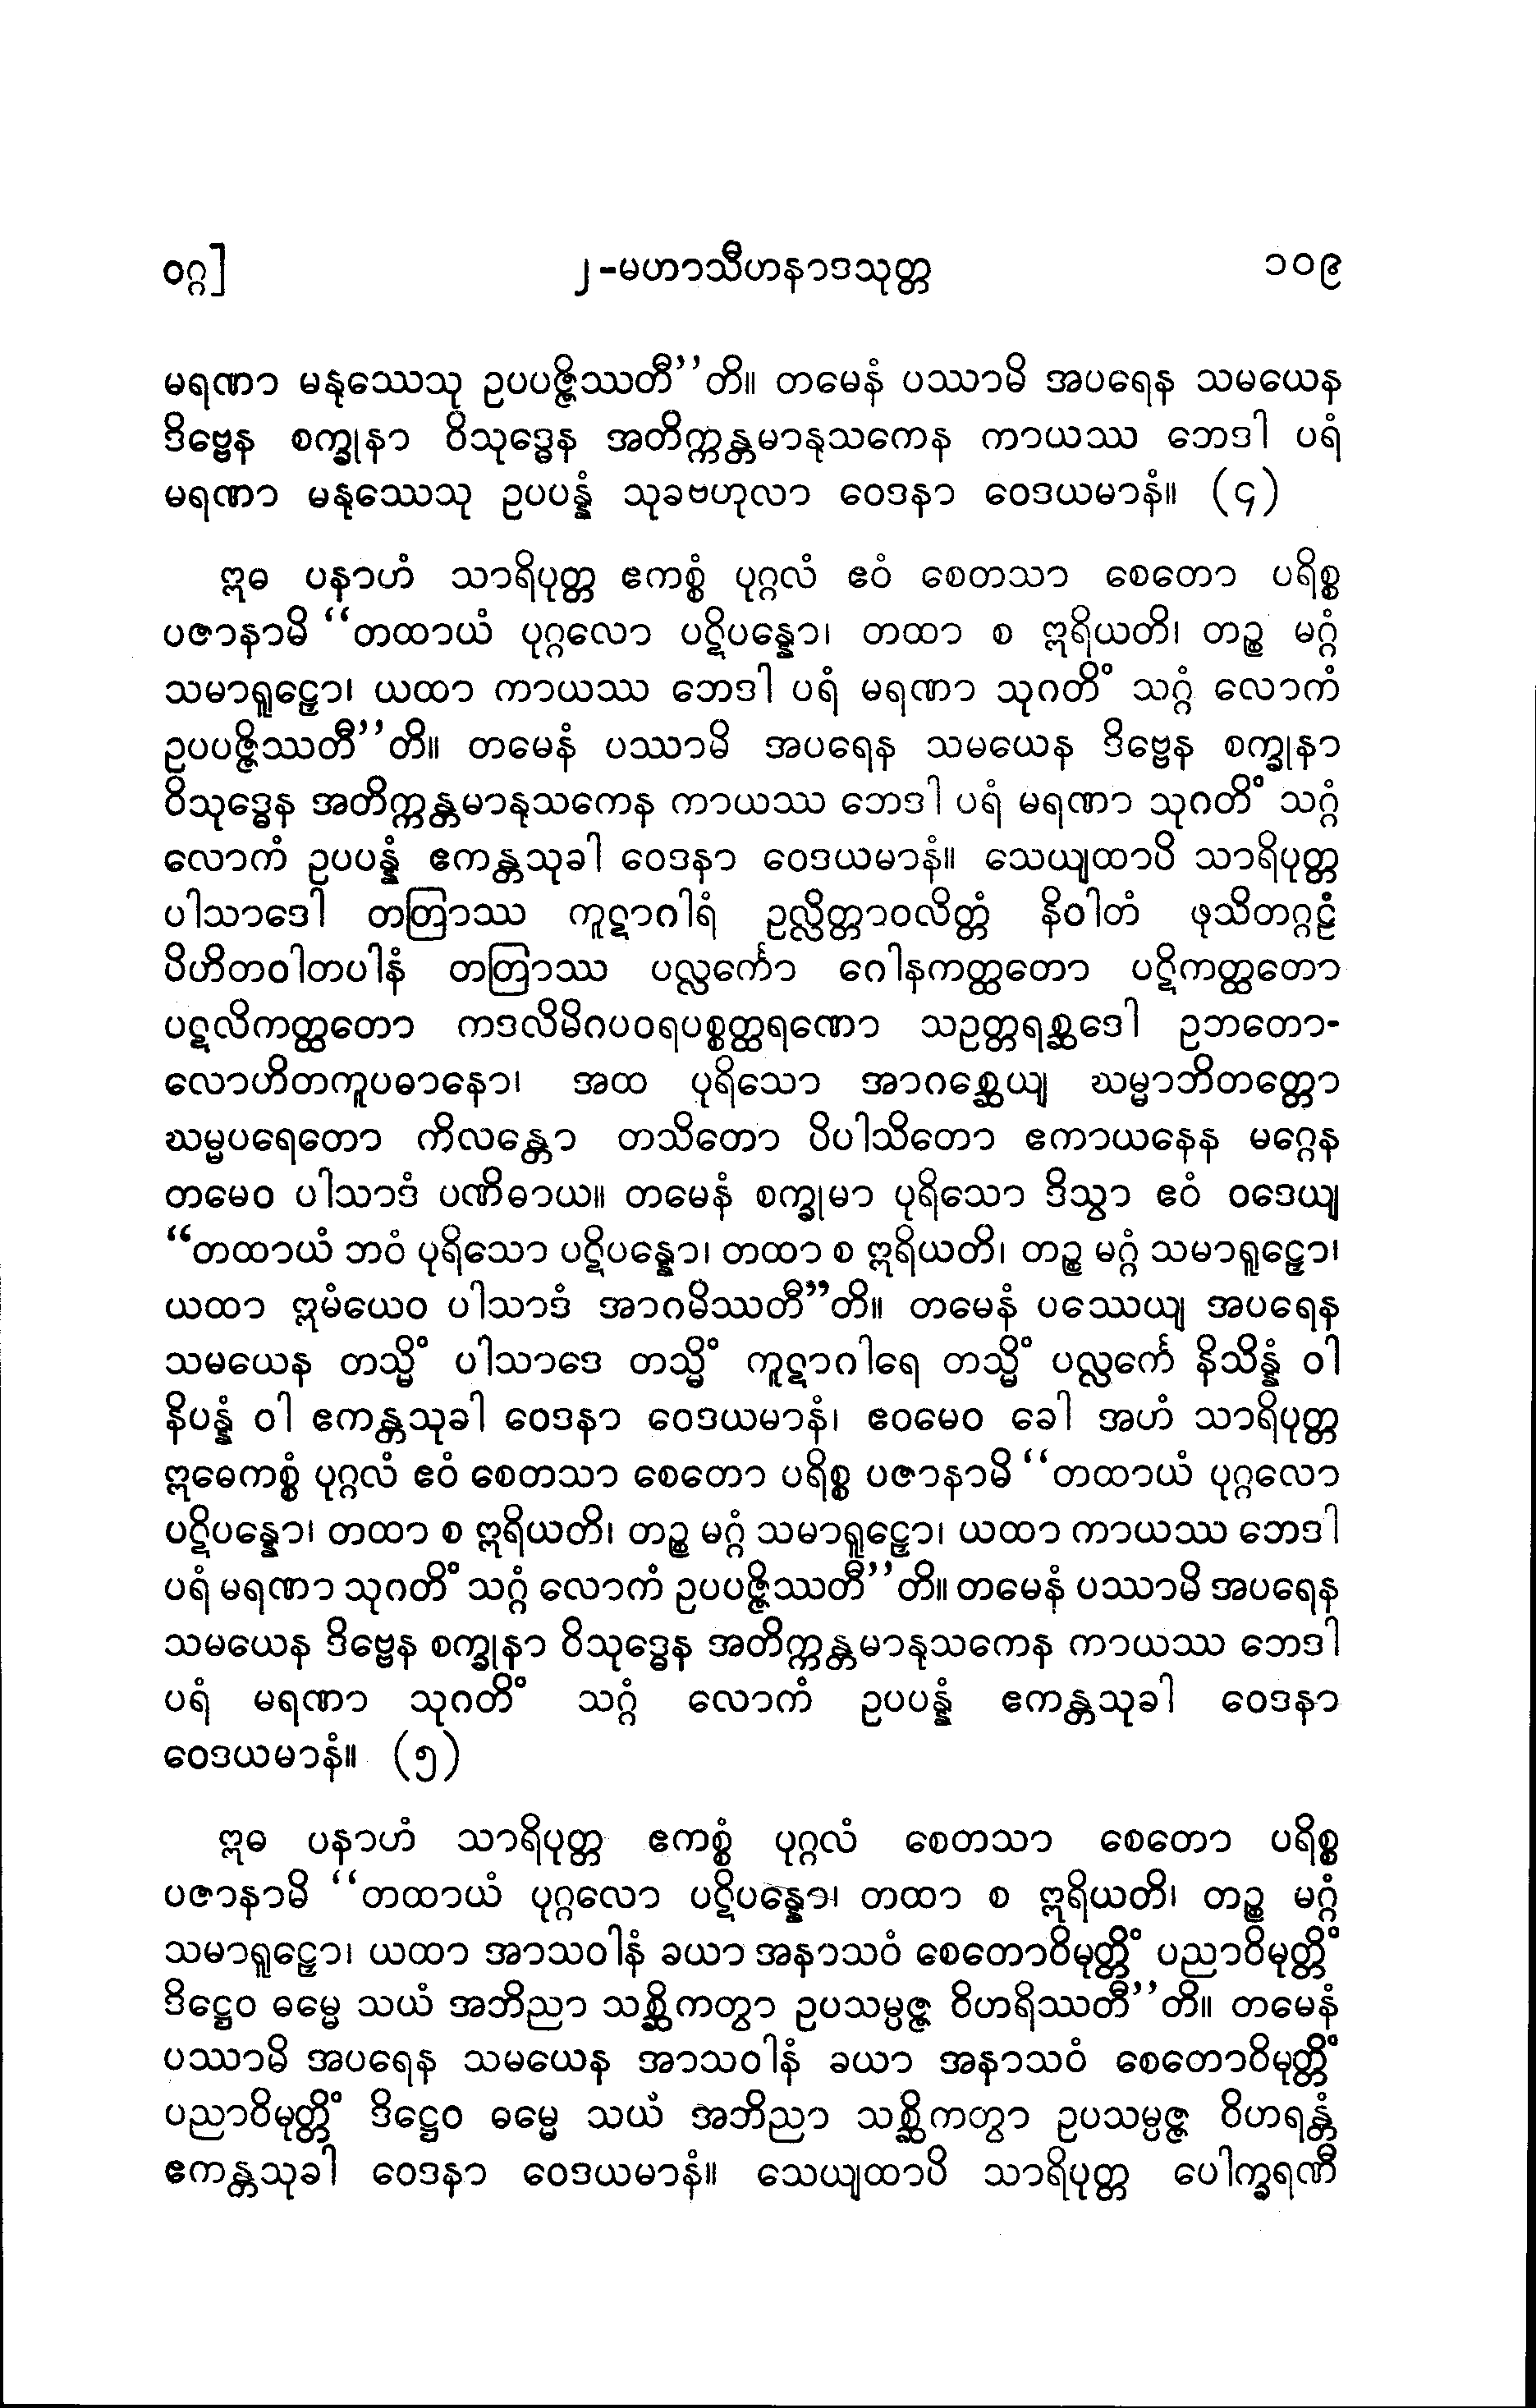 ဝဂ္ဂ]
၂-မဟာသီဟနာဒသုတ္တ
၁၀၉
မရဏာ မနုဿေသု ဥပပဇ္ဇိဿတီ’’တိ။ တမေနံ ပဿာမိ အပရေန သမယေန
ဒိဗ္ဗေန စက္ခုနာ ဝိသုဒ္ဓေန အတိက္ကန္တမာနုသကေန ကာယဿ ဘေဒါ ပရံ
မရဏာ မနုဿေသု ဥပပန္နံ သုခဗဟုလာ ဝေဒနာ ဝေဒယမာနံ။ (၄)
ဣဓ ပနာဟံ သာရိပုတ္တ ဧကစ္စံ ပုဂ္ဂလံ ဧဝံ စေတသာ စေတော ပရိစ္စ
ပဇာနာမိ ‘‘တထာယံ ပုဂ္ဂလော ပဋိပန္နော၊ တထာ စ ဣရိယတိ၊ တဉ္စ မဂ္ဂံ
သမာရူဠှော၊ ယထာ ကာယဿ ဘေဒါ ပရံ မရဏာ သုဂတိံ သဂ္ဂံ လောကံ
ဥပပဇ္ဇိဿတီ’’တိ။ တမေနံ ပဿာမိ အပရေန သမယေန ဒိဗ္ဗေန စက္ခုနာ
ဝိသုဒ္ဓေန အတိက္ကန္တမာနုသကေန ကာယဿ ဘေဒါ ပရံ မရဏာ သုဂတိံ သဂ္ဂံ
လောကံ ဥပပန္နံ ဧကန္တသုခါ ဝေဒနာ ဝေဒယမာနံ။ သေယျထာပိ သာရိပုတ္တ
ပါသာဒေါ တတြာဿ ကူဋာဂါရံ ဥလ္လိတ္တာဝလိတ္တံ နိဝါတံ ဖုသိတဂ္ဂဠံ
ပိဟိတဝါတပါနံ တတြာဿ ပလ္လင်္ကော ဂေါနကတ္ထတော ပဋိကတ္ထတော
ပဋလိကတ္ထတော ကဒလိမိဂပဝရပစ္စတ္ထရဏော သဥတ္တရစ္ဆဒေါ ဥဘတော-
လောဟိတကူပဓာနော၊ အထ ပုရိသော အာဂစ္ဆေယျ ဃမ္မာဘိတတ္တော
ဃမ္မပရေတော ကိလန္တော တသိတော ပိပါသိတော ဧကာယနေန မဂ္ဂေန
တမေဝ ပါသာဒံ ပဏိဓာယ။ တမေနံ စက္ခုမာ ပုရိသော ဒိသွာ ဧဝံ ဝဒေယျ
‘‘တထာယံ ဘဝံ ပုရိသော ပဋိပန္နော၊ တထာ စ ဣရိယတိ၊ တဉ္စ မဂ္ဂံ သမာရူဠှော၊
ယထာ ဣမံယေဝ ပါသာဒံ အာဂမိဿတီ’’တိ။ တမေနံ ပဿေယျ အပရေန
သမယေန တသ္မိံ ပါသာဒေ တသ္မိံ ကူဋာဂါရေ တသ္မိံ ပလ္လင်္ကေ နိသိန္နံ ဝါ
နိပန္နံ ဝါ ဧကန္တသုခါ ဝေဒနာ ဝေဒယမာနံ၊ ဧဝမေဝ ခေါ အဟံ သာရိပုတ္တ
ဣဓေကစ္စံ ပုဂ္ဂလံ ဧဝံ စေတသာ စေတော ပရိစ္စ ပဇာနာမိ ‘‘တထာယံ ပုဂ္ဂလော
ပဋိပန္နော၊ တထာ စ ဣရိယတိ၊ တဉ္စ မဂ္ဂံ သမာရူဠှော၊ ယထာ ကာယဿ ဘေဒါ
ပရံ မရဏာ သုဂတိံ သဂ္ဂံ လောကံ ဥပပဇ္ဇိဿတီ’’တိ။ တမေနံ ပဿာမိ အပရေန
သမယေန ဒိဗ္ဗေန စက္ခုနာ ဝိသုဒ္ဓေန အတိက္ကန္တမာနုသကေန ကာယဿ ဘေဒါ
ပရံ မရဏာ သုဂတိံ သဂ္ဂံ လောကံ ဥပပန္နံ ဧကန္တသုခါ ဝေဒနာ
ဝေဒယမာနံ။ (၅)
ဣဓ ပနာဟံ သာရိပုတ္တ ဧကစ္စံ ပုဂ္ဂလံ စေတသာ စေတော ပရိစ္စ
ပဇာနာမိ ‘‘တထာယံ ပုဂ္ဂလော ပဋိပန္နော၊ တထာ စ ဣရိယတိ၊ တဉ္စ မဂ္ဂံ
သမာရူဠှော၊ ယထာ အာသဝါနံ ခယာ အနာသဝံ စေတောဝိမုတ္တိံ ပညာဝိမုတ္တိံ
ဒိဋ္ဌေဝ ဓမ္မေ သယံ အဘိညာ သစ္ဆိကတွာ ဥပသမ္ပဇ္ဇ ဝိဟရိဿတီ’’တိ။ တမေနံ
ပဿာမိ အပရေန သမယေန အာသဝါနံ ခယာ အနာသဝံ စေတောဝိမုတ္တိံ
ပညာဝိမုတ္တိံ ဒိဋ္ဌေဝ ဓမ္မေ သယံ အဘိညာ သစ္ဆိကတွာ ဥပသမ္ပဇ္ဇ ဝိဟရန္တံ
ဧကန္တသုခါ ဝေဒနာ ဝေဒယမာနံ။ သေယျထာပိ သာရိပုတ္တ ပေါက္ခရဏီ